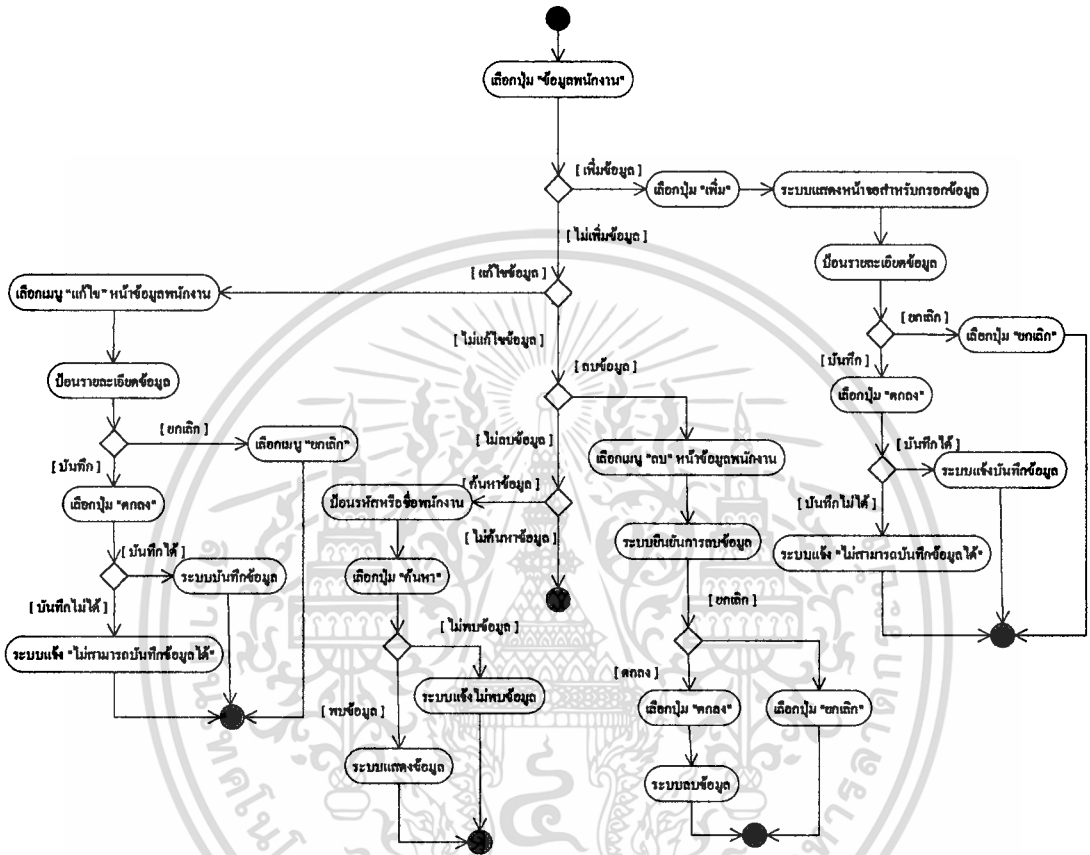 เลือกปุ่ม "ข้อมูลพนักงาน"
[ เพิ่มข้อมูล ]
เลือกปุ่ม "เพิ่ม"
ระบบแสดงหน้าจอสำหรับกรอกข้อมูล
[ ไม่เพิ่มข้อมูล ]
ป้อนรายละเอียดข้อมูล
[ แก้ไขข้อมูล ]
เลือกเมนู "แก้ไข" หน้าข้อมูลพนักงาน
[ ยกเลิก ]
เลือกปุ่ม "ยกเลิก"
[ ไม่แก้ไขข้อมูล ]
[ บันทึก ]
ป้อนรายละเอียดข้อมูล
[ ลบข้อมูล ]
เลือกปุ่ม "ตกลง"
[ ยกเลิก ]
เลือกเมนู "ยกเลิก"
[ ไม่ลบข้อมูล ]
เลือกเมนู "ลบ" หน้าข้อมูลพนักงาน
[ บันทึกได้ ]
ระบบแจ้งบันทึกข้อมูล
[ บันทึก ]
[ ค้นหาข้อมูล ]
ป้อนรหัสหรือชื่อพนักงาน
เลือกปุ่ม "ตกลง"
[ บันทึกไม่ได้ ]
[ ไม่ค้นหาข้อมูล ]
ระบบยืนยันการลบข้อมูล
ระบบแจ้ง "ไม่สามารถบันทึกข้อมูลได้"
[ บันทึกได้ ]
ระบบบันทึกข้อมูล
เลือกปุ่ม "ค้นหา"
[ บันทึกไม่ได้ ]
[ ยกเลิก ]
[ ไม่พบข้อมูล ]
ระบบแจ้ง "ไม่สามารถบันทึกข้อมูลได้"
[ ตกลง ]
ระบบแจ้งไม่พบข้อมูล
[ พบข้อมูล ]
เลือกปุ่ม "ตกลง"
เลือกปุ่ม "ยกเลิก"
ระบบแสดงข้อมูล
ระบบลบข้อมูล